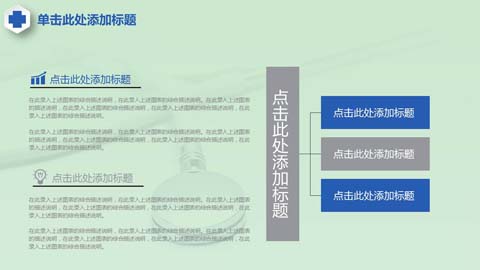 单击此处添加标题
点击此处添加标题
在此录入上述图表的综合描述说明，在此录入上述图表的综合描述说明。在此录入上述图表
的综合描述说明，在此录入上述图表的综合描述说明，在此录入上述图表的综合描述说明，在此
录入上述图表的综合描述说明。
在此录入上述图表的综合描述说明，在此录入上述图表的综合描述说明。在此录入上述图表
的描述说明，在此录入上述图表的综合描述说明，在此录入上述图表的综合描述说明，在此
录入上述图表的综合描述说明。
点击此处添加标题
在此录入上述图表的综合描述说明，在此录入上述图表的综合描述说明。在此录入上述图表
的描述说明，在此录入上述图表的综合描述说明，在此录入上述图表的综合描述说明，在此
录入上述图表的综合描述说明。
在此录入上述图表的综合描述说明，在此录入上述图表的综合描述说明。在此录入上述图表
的描述说明，在此录入上述图表的综合描述说明，在此录入上述图表的综合描述说明，在此
录入上述图表的综合描述说明。
点击此处添加标题
点击此处添加标题
点击此处添加标题
点击此处添加标题